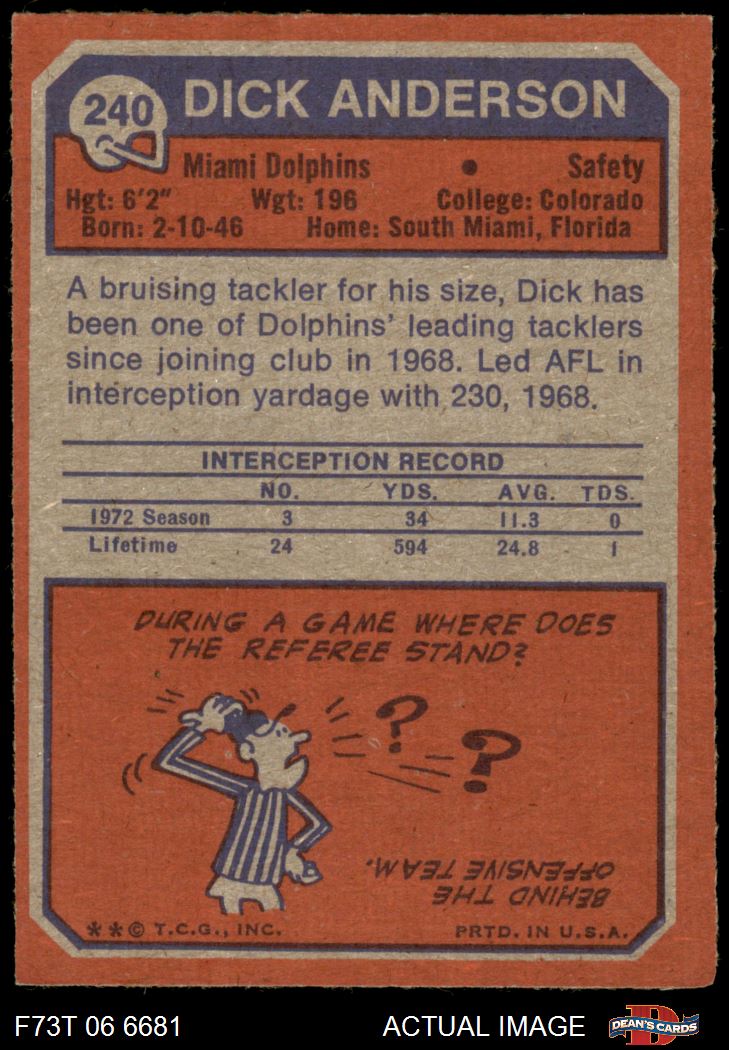 240
DICK ANDERSON
Miami Dolphins • Safety
Hgt: 6'2" Wgt: 196 College: Colorado
Born: 2-10-46 Home: South Miami, Florida
A bruising tackler for his size, Dick has
been one of Dolphins' leading tacklers
since joining club in 1968. Led AFL in
interception yardage with 230, 1968.
INTERCEPTION RECORD
NO. YDS. AVG. TDS.
1972 Season 3 34 11.3 0
Lifetime 24 594 24.8 1
DURING A GAME WHERE DOES
THE REFEREE STAND?
? ?
BEHIND THE
OFFENSIVE TEAM.
**© T.C.G., INC. PRTD. IN U.S.A.
F73T 06 6681 ACTUAL IMAGE D DEAN'S CARDS